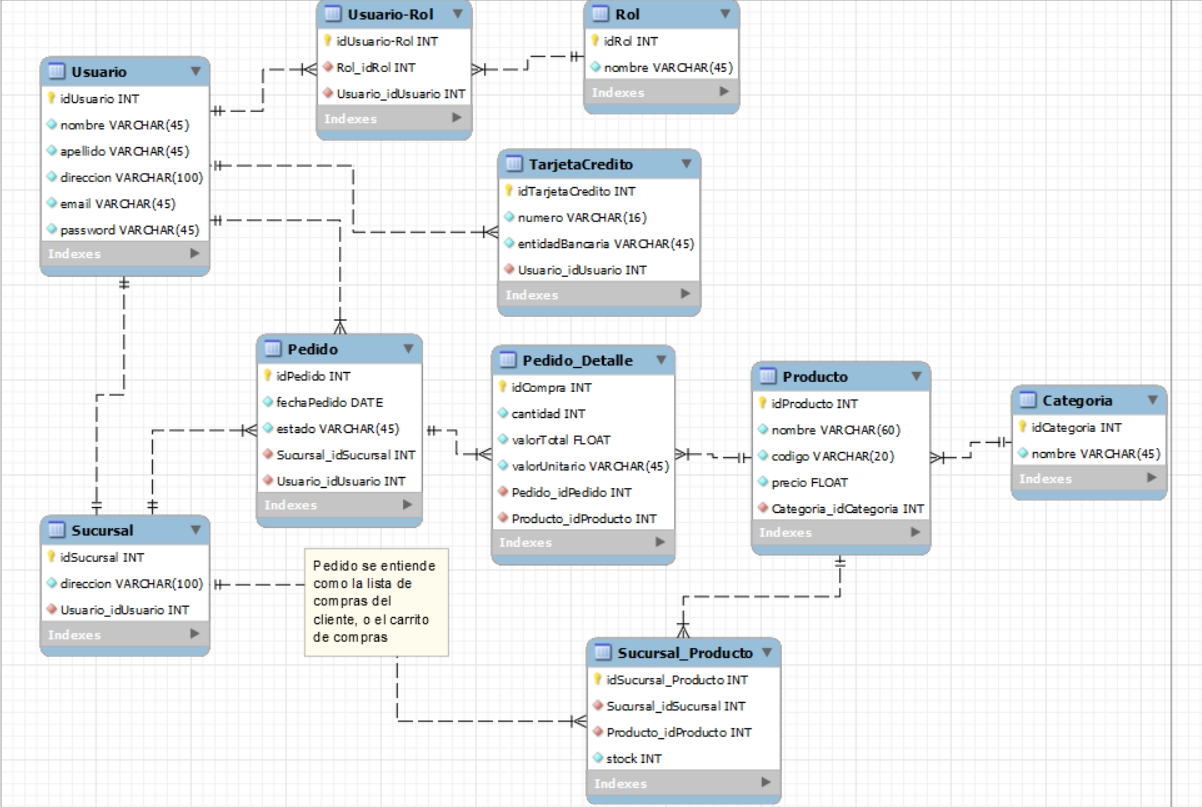 Usuario-Rol
idUsuario-Rol INT
Rol_idRol INT
Usuario_idUsuario INT
Indexes
Rol
idRol INT
nombre VARCHAR(45)
Indexes
Usuario
idUsuario INT
nombre VARCHAR(45)
apellido VARCHAR(45)
direccion VARCHAR(100)
email VARCHAR(45)
password VARCHAR(45)
Indexes
TarjetaCredito
idTarjetaCredito INT
numero VARCHAR(16)
entidadBancaria VARCHAR(45)
Usuario_idUsuario INT
Indexes
Pedido
idPedido INT
fechaPedido DATE
estado VARCHAR(45)
Sucursal_idSucursal INT
Usuario_idUsuario INT
Indexes
Pedido_Detalle
idCompra INT
cantidad INT
valorTotal FLOAT
valorUnitario VARCHAR(45)
Pedido_idPedido INT
Producto_idProducto INT
Indexes
Producto
idProducto INT
nombre VARCHAR(60)
codigo VARCHAR(20)
precio FLOAT
Categoria_idCategoria INT
Indexes
Categoria
idCategoria INT
nombre VARCHAR(45)
Indexes
Sucursal
idSucursal INT
direccion VARCHAR(100)
Usuario_idUsuario INT
Indexes
Pedido se entiende
como la lista de
compras del
cliente, o el carrito
de compras
Sucursal_Producto
idSucursal_Producto INT
Sucursal_idSucursal INT
Producto_idProducto INT
stock INT
Indexes